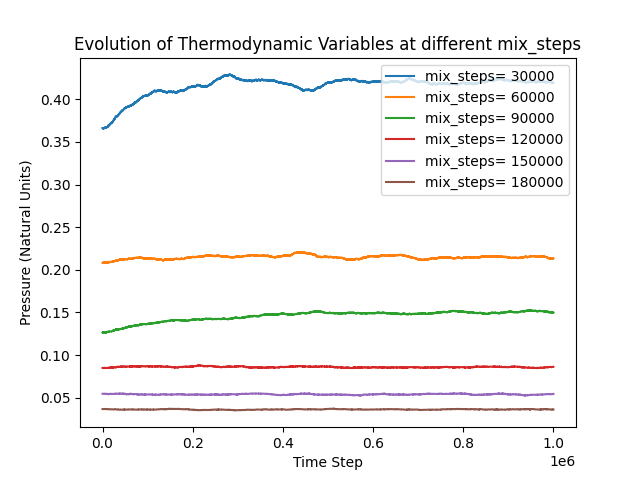 Evolution of Thermodynamic Variables at different mix_steps
mix_steps= 30000
mix_steps= 60000
mix_steps= 90000
mix_steps= 120000
mix_steps= 150000
mix_steps= 180000
Pressure (Natural Units)
0.40
0.35
0.30
0.25
0.20
0.15
0.10
0.05
0.0 0.2 0.4 0.6 0.8 1.0
1e6
Time Step